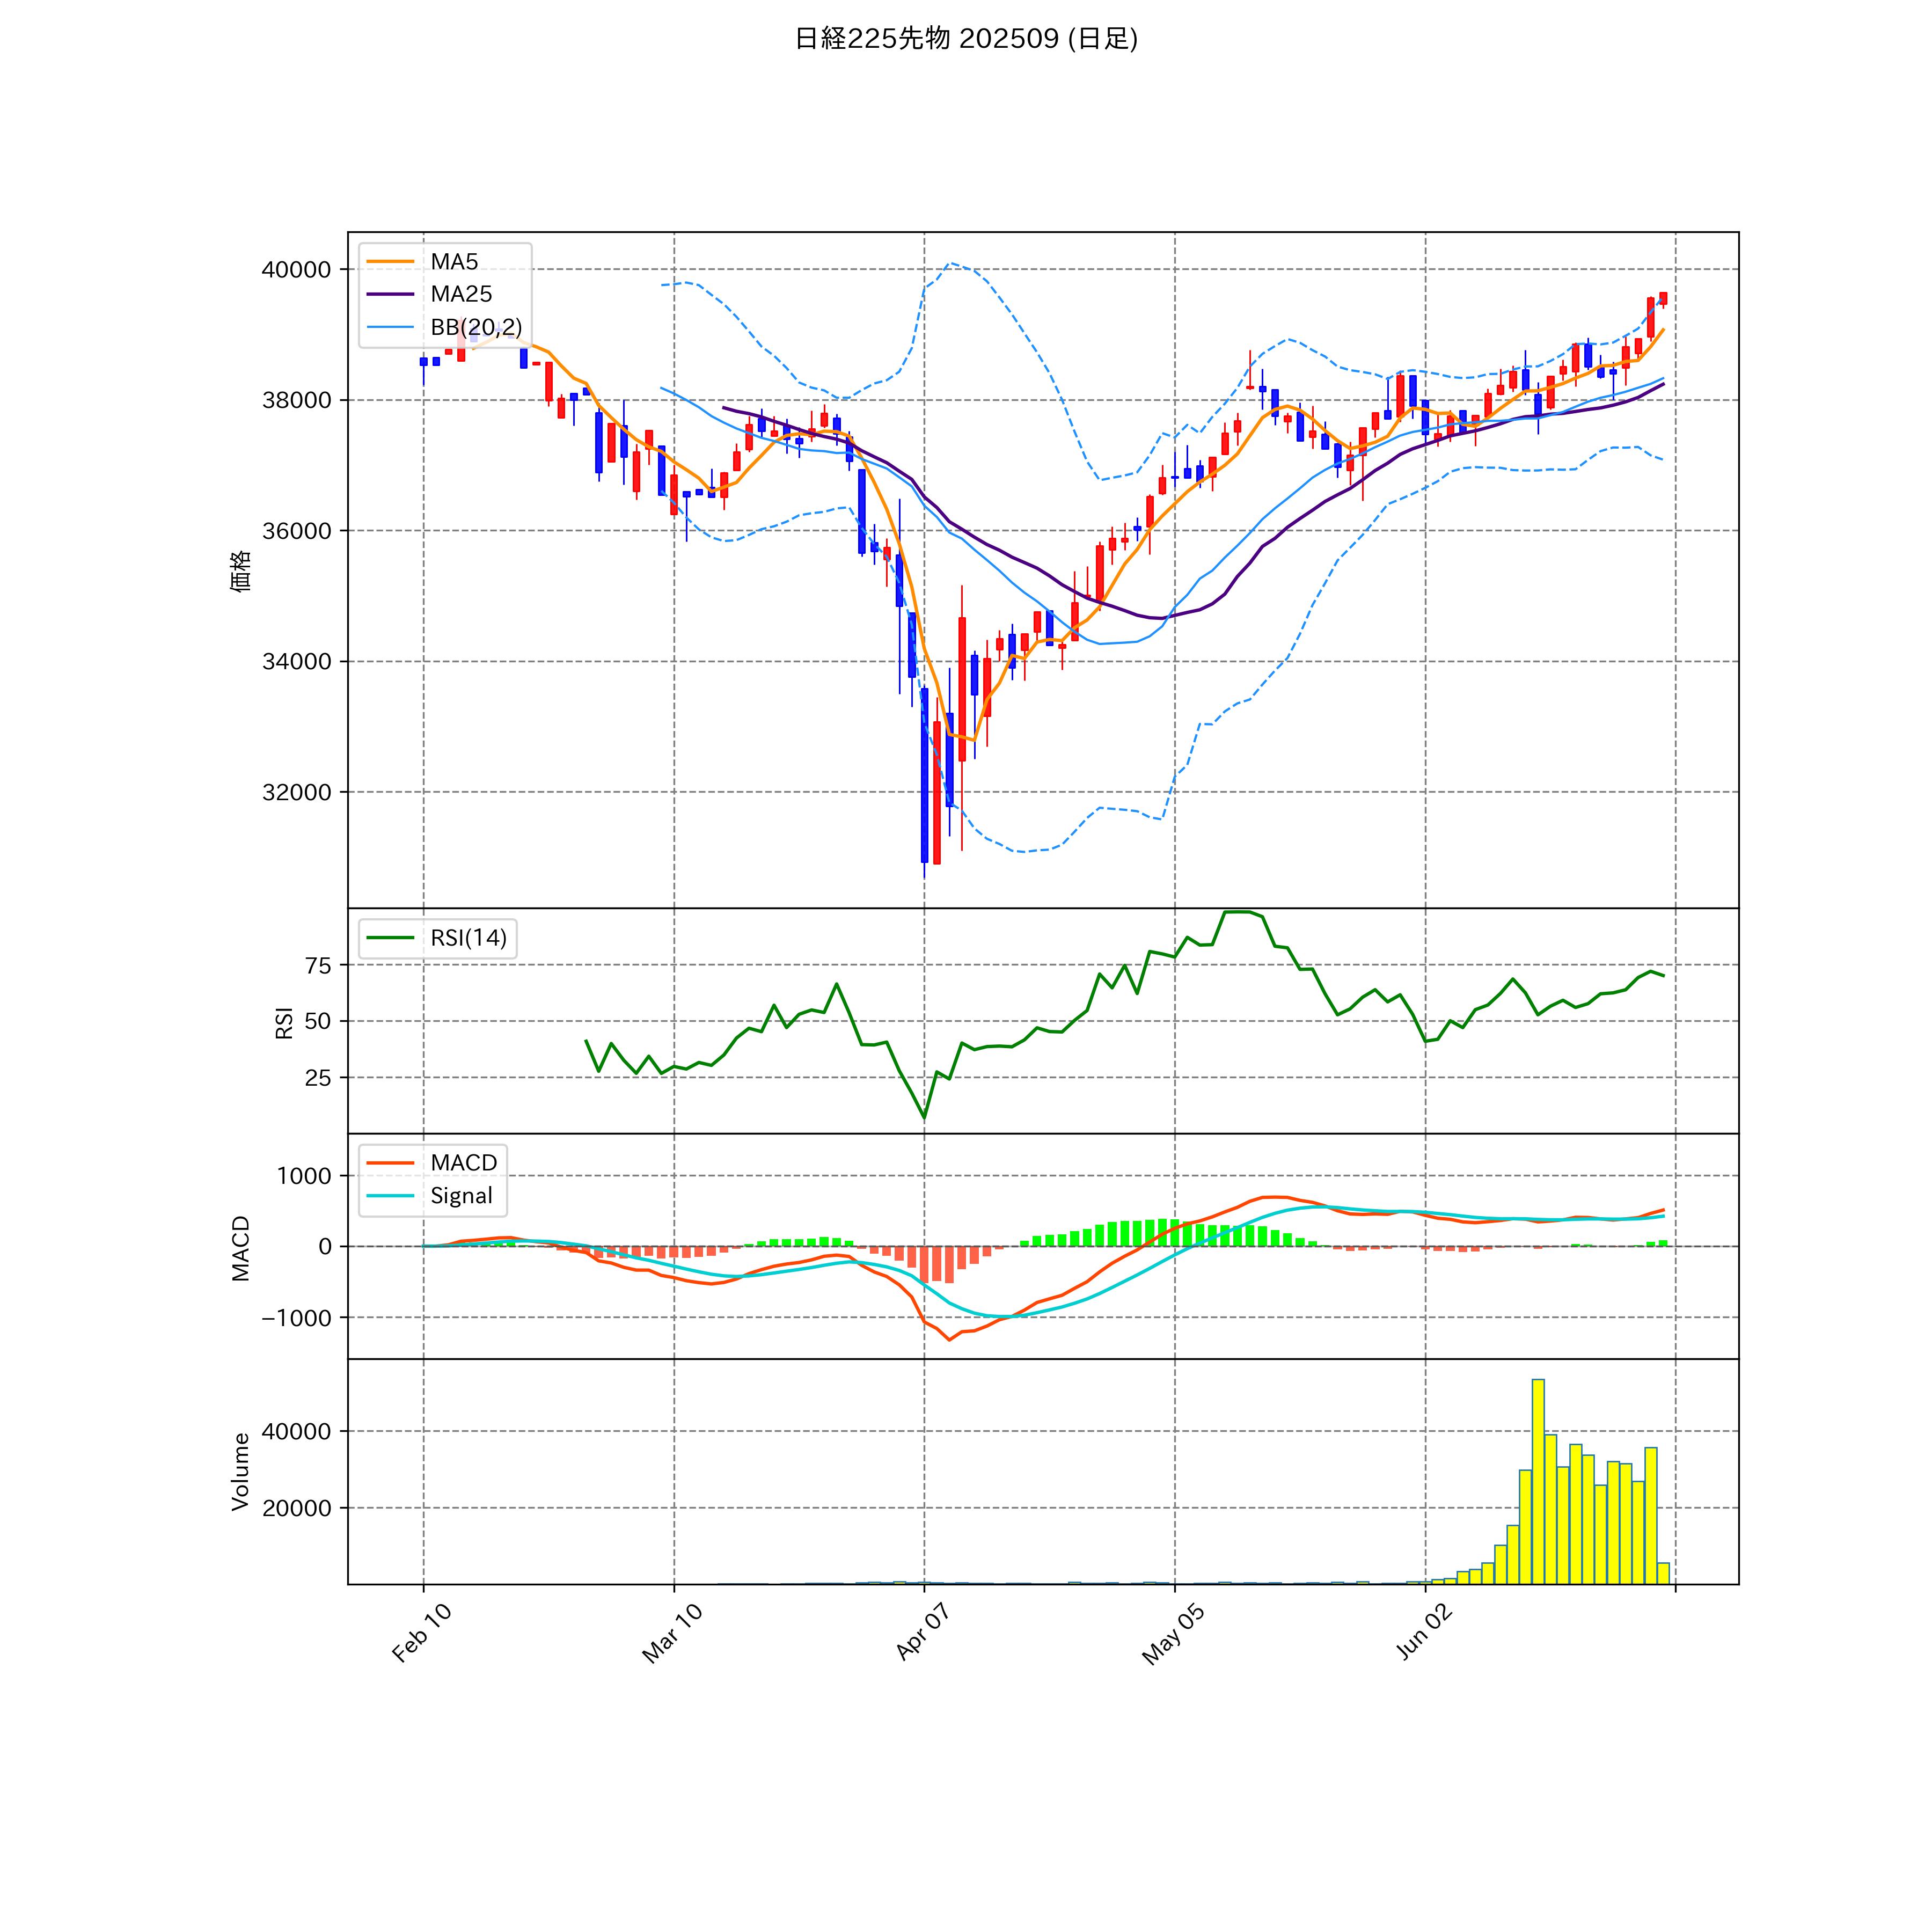 日経225先物 202509 (日足)
MA5
MA25
BB(20,2)
40000
38000
36000
34000
32000
価格
RSI(14)
75
50
25
RSI
MACD
Signal
1000
0
−1000
MACD
40000
20000
Volume
Feb 10
Mar 10
Apr 07
May 05
Jun 02